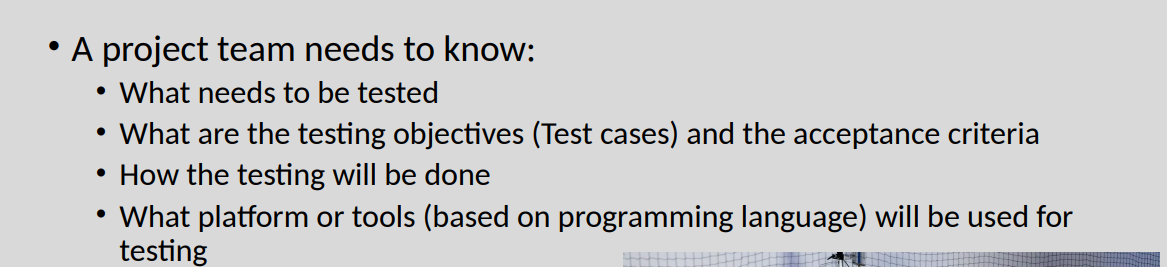 • A project team needs to know:
• What needs to be tested
• What are the testing objectives (Test cases) and the acceptance criteria
• How the testing will be done
• What platform or tools (based on programming language) will be used for
testing